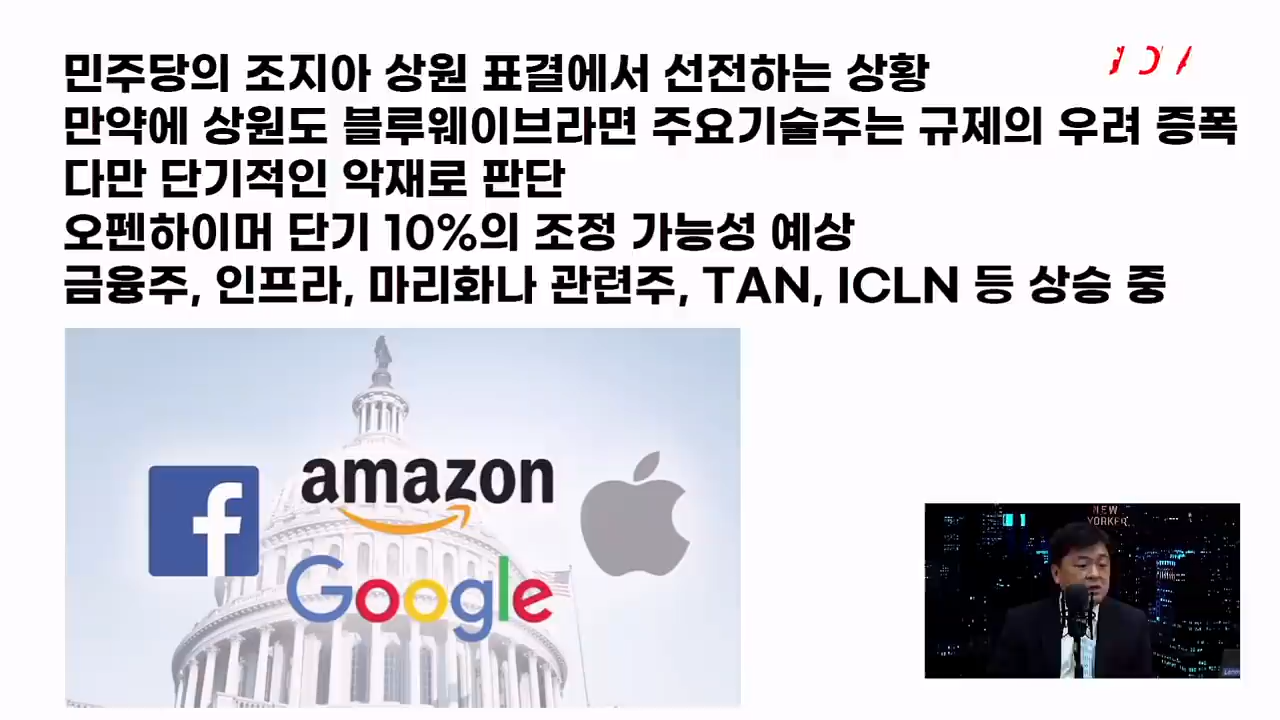 민주당의 조지아 상원 표결에서 선전하는 상황
만약에 상원도 블루웨이브라면 주요기술주는 규제의 우려 증폭
다만 단기적인 악재로 판단
오펜하이머 단기 10%의 조정 가능성 예상
금융주, 인프라, 마리화나 관련주, TAN, ICLN 등 상승 중
f
amazon
Google
NEW
YORKER